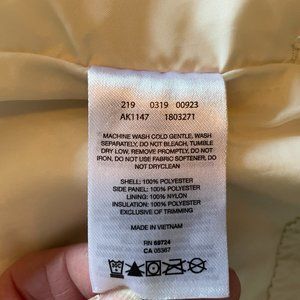 219 0319 00923
AK1147 1803271
MACHINE WASH COLD GENTLE, WASH
SEPARATELY, DO NOT BLEACH, TUMBLE
DRY LOW, REMOVE PROMPTLY, DO NOT
IRON, DO NOT USE FABRIC SOFTENER, DO
NOT DRYCLEAN
SHELL: 100% POLYESTER
SIDE PANEL: 100% POLYESTER
LINING: 100% NYLON
INSULATION: 100% POLYESTER
EXCLUSIVE OF TRIMMING
MADE IN VIETNAM
RN 69724
CA 05367